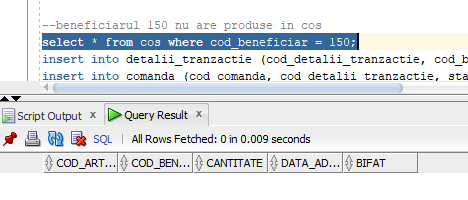 --beneficiarul 150 nu are produse in cos
select * from cos where cod_beneficiar = 150;
insert into detalii_tranzactie (cod_detalii_tranzactie, cod_b
insert into comanda (cod_comanda, cod_detalii_tranzactie, sta
Script Output x Query Result x
SQL | All Rows Fetched: 0 in 0.009 seconds
COD_ART... COD_BEN... CANTITATE DATA_AD... BIFAT